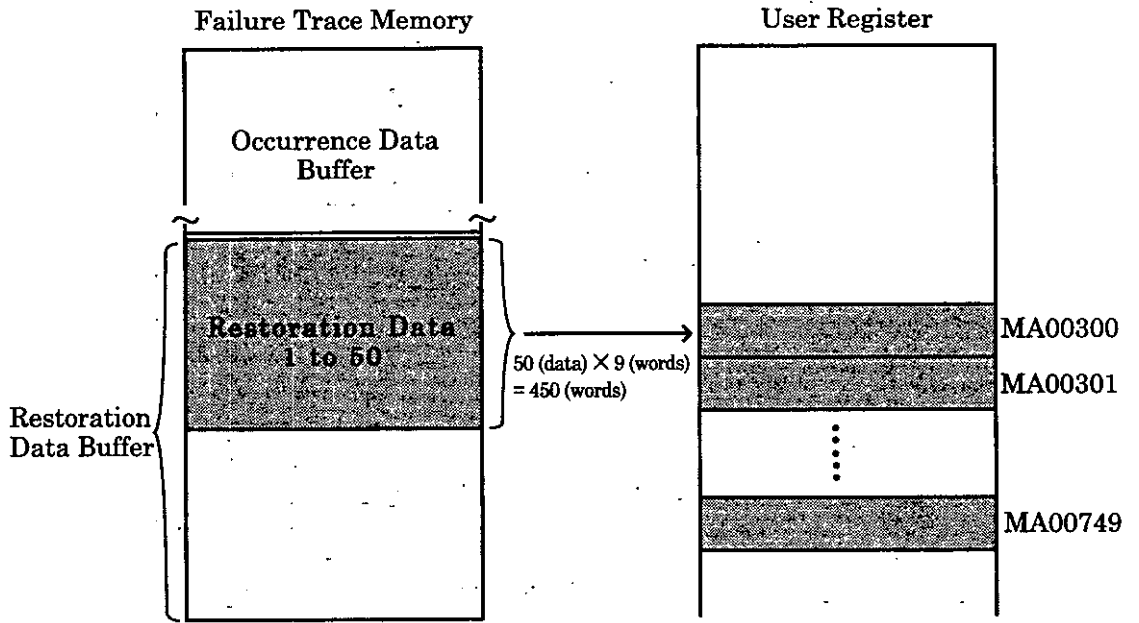 Failure Trace Memory
User Register
Occurrence Data
Buffer
Restoration Data
1 to 50
50 (data) × 9 (words)
= 450 (words)
Restoration
Data Buffer
MA00300
MA00301
MA00749